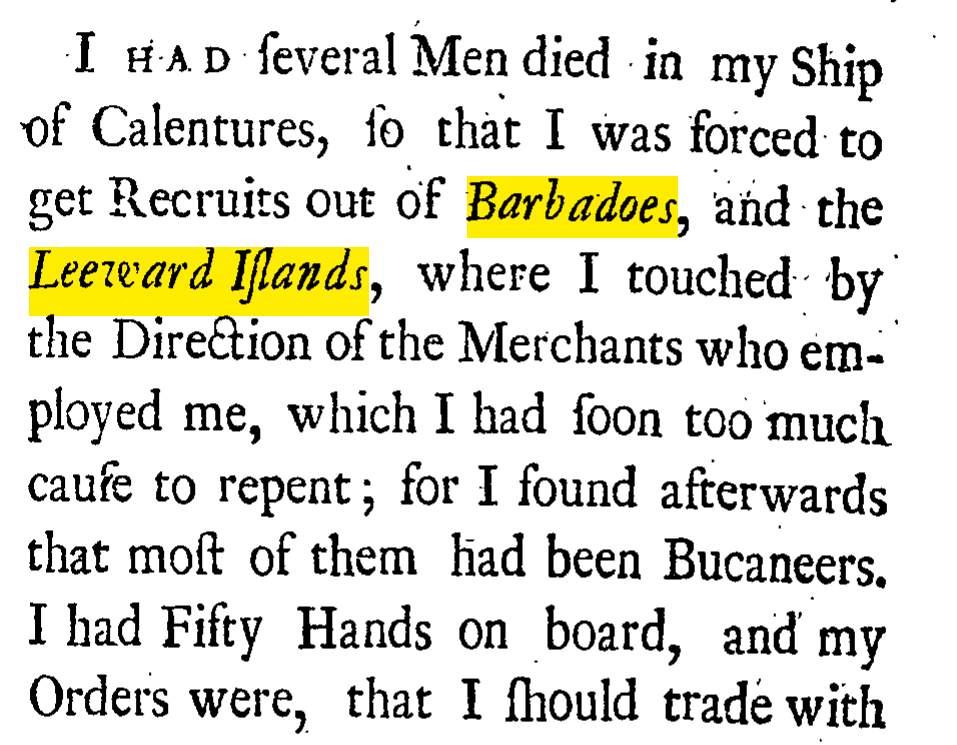 I HAD ſeveral Men died in my Ship
of Calentures, ſo that I was forced to
get Recruits out of Barbadoes, and the
Leeward Iſlands, where I touched by
the Direction of the Merchants who em-
ployed me, which I had ſoon too much
cauſe to repent; for I found afterwards
that moſt of them had been Bucaneers.
I had Fifty Hands on board, and my
Orders were, that I ſhould trade with